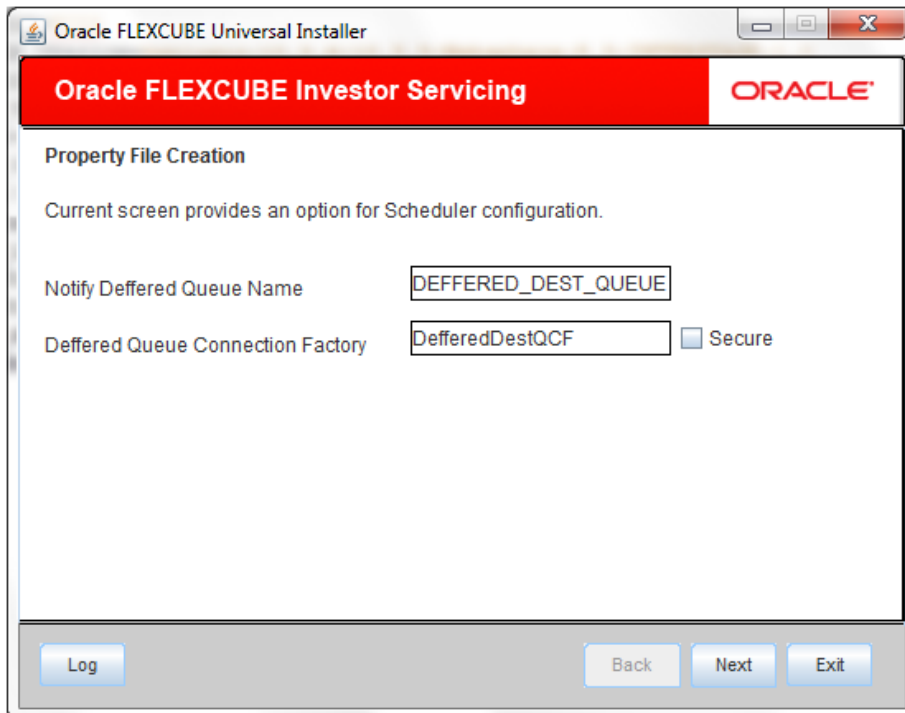 Oracle FLEXCUBE Universal Installer
Oracle FLEXCUBE Investor Servicing
ORACLE
Property File Creation
Current screen provides an option for Scheduler configuration.
Notify Deffered Queue Name DEFFERED_DEST_QUEUE
Deffered Queue Connection Factory DefferedDestQCF Secure
Log Back Next Exit